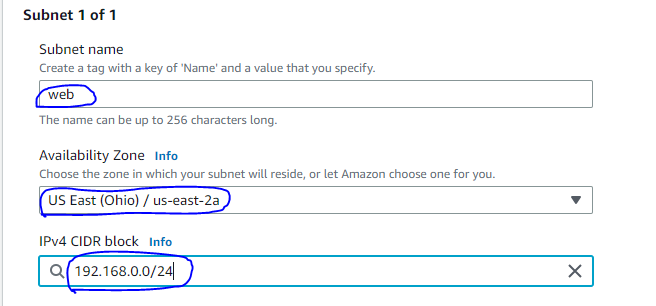 Subnet 1 of 1
Subnet name
Create a tag with a key of 'Name' and a value that you specify.
web
The name can be up to 256 characters long.
Availability Zone Info
Choose the zone in which your subnet will reside, or let Amazon choose one for you.
US East (Ohio) / us-east-2a
IPv4 CIDR block Info
192.168.0.0/24